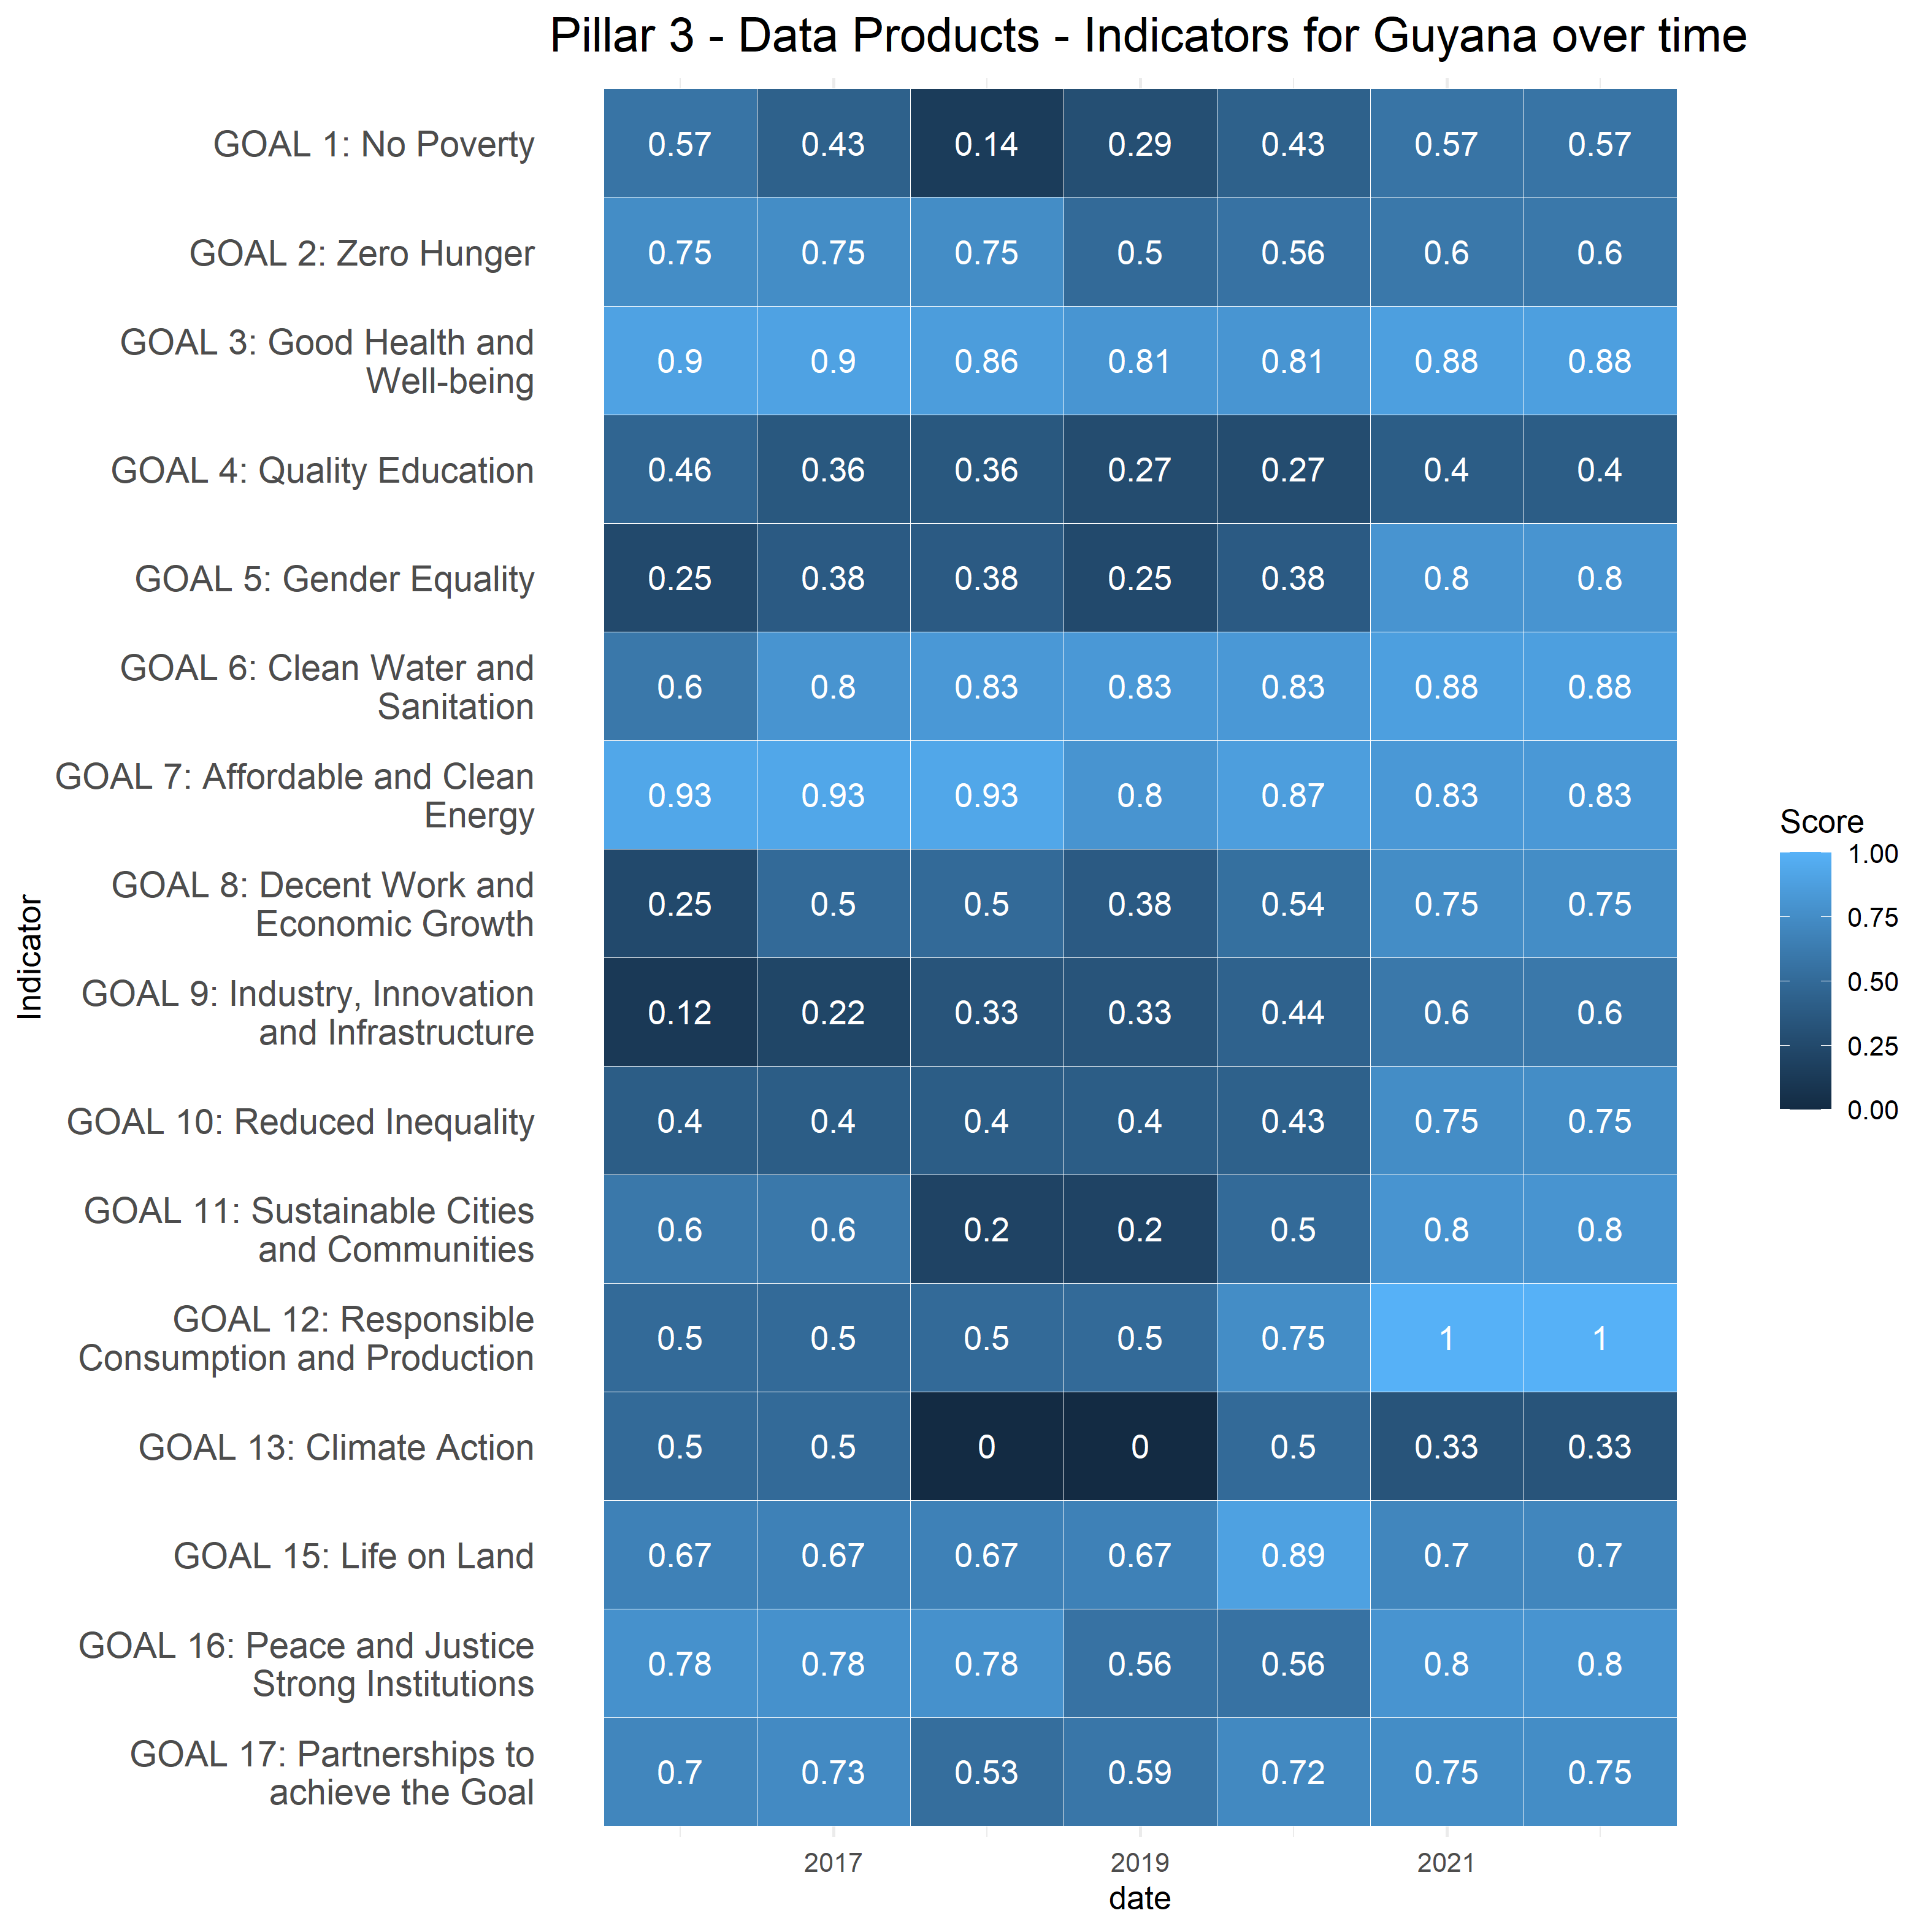 Pillar 3 - Data Products - Indicators for Guyana over time
GOAL 1: No Poverty
0.57 0.43 0.14 0.29 0.43 0.57 0.57
GOAL 2: Zero Hunger
0.75 0.75 0.75 0.5 0.56 0.6 0.6
GOAL 3: Good Health and
Well-being
0.9 0.9 0.86 0.81 0.81 0.88 0.88
GOAL 4: Quality Education
0.46 0.36 0.36 0.27 0.27 0.4 0.4
GOAL 5: Gender Equality
0.25 0.38 0.38 0.25 0.38 0.8 0.8
GOAL 6: Clean Water and
Sanitation
0.6 0.8 0.83 0.83 0.83 0.88 0.88
GOAL 7: Affordable and Clean
Energy
0.93 0.93 0.93 0.8 0.87 0.83 0.83
GOAL 8: Decent Work and
Economic Growth
0.25 0.5 0.5 0.38 0.54 0.75 0.75
GOAL 9: Industry, Innovation
and Infrastructure
0.12 0.22 0.33 0.33 0.44 0.6 0.6
GOAL 10: Reduced Inequality
0.4 0.4 0.4 0.4 0.43 0.75 0.75
GOAL 11: Sustainable Cities
and Communities
0.6 0.6 0.2 0.2 0.5 0.8 0.8
GOAL 12: Responsible
Consumption and Production
0.5 0.5 0.5 0.5 0.75 1 1
GOAL 13: Climate Action
0.5 0.5 0 0 0.5 0.33 0.33
GOAL 15: Life on Land
0.67 0.67 0.67 0.67 0.89 0.7 0.7
GOAL 16: Peace and Justice
Strong Institutions
0.78 0.78 0.78 0.56 0.56 0.8 0.8
GOAL 17: Partnerships to
achieve the Goal
0.7 0.73 0.53 0.59 0.72 0.75 0.75
2017 2019 2021
date
Indicator
Score
1.00
0.75
0.50
0.25
0.00